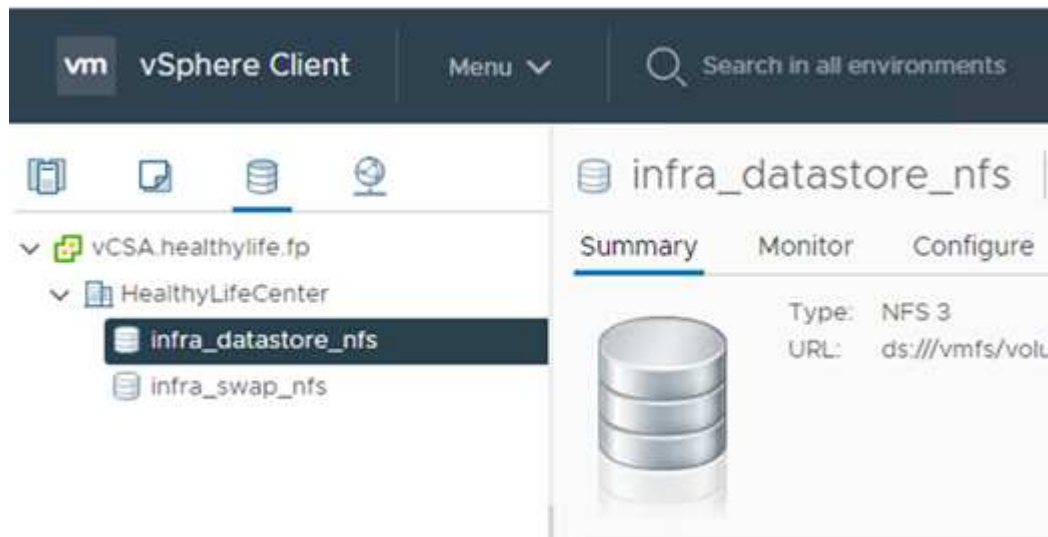 vm vSphere Client Menu Search in all environments
infra_datastore_nfs
Summary Monitor Configure
vCSA.healthylife.fp
HealthyLifeCenter
infra_datastore_nfs
infra_swap_nfs
Type: NFS 3
URL: ds:///vmfs/volu